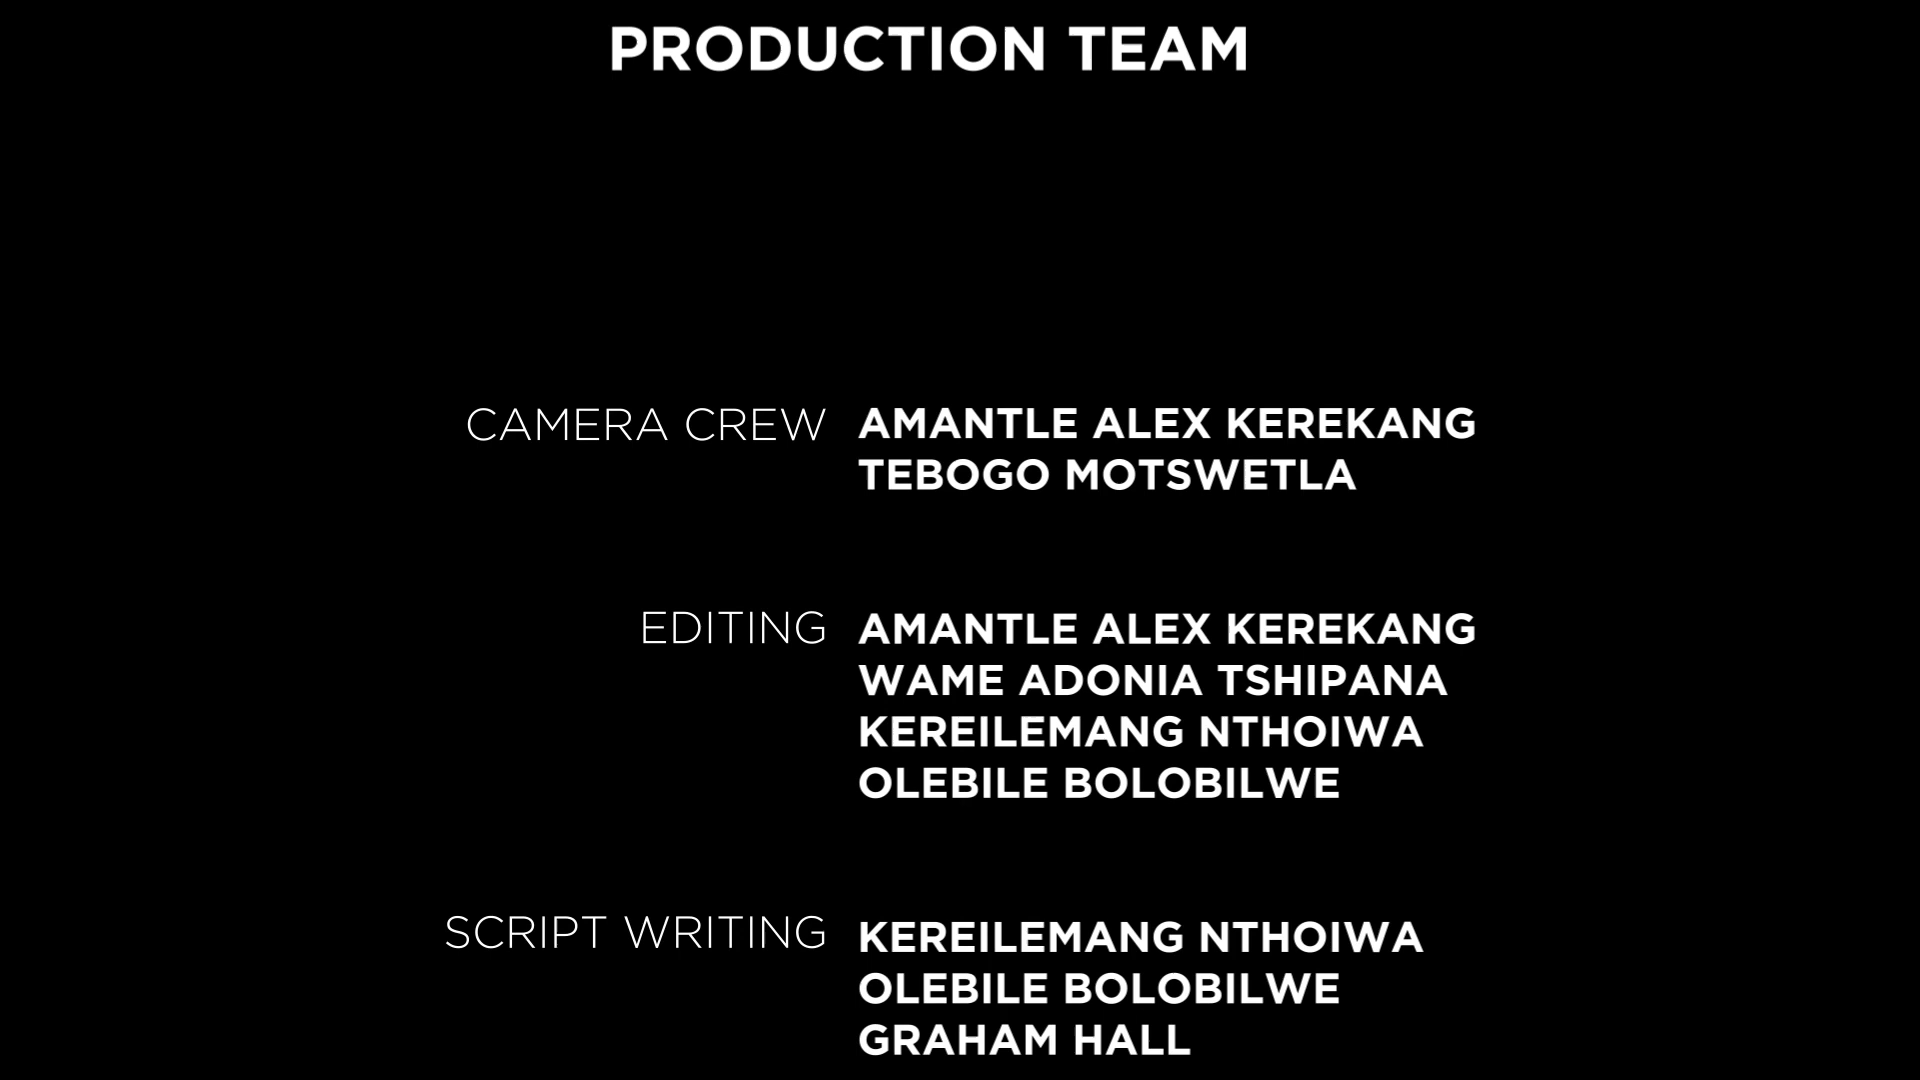 PRODUCTION TEAM
CAMERA CREW AMANTLE ALEX KEREKANG
TEBOGO MOTSWETLA
EDITING AMANTLE ALEX KEREKANG
WAME ADONIA TSHIPANA
KEREILEMANG NTHOIWA
OLEBILE BOLOBILWE
SCRIPT WRITING KEREILEMANG NTHOIWA
OLEBILE BOLOBILWE
GRAHAM HALL